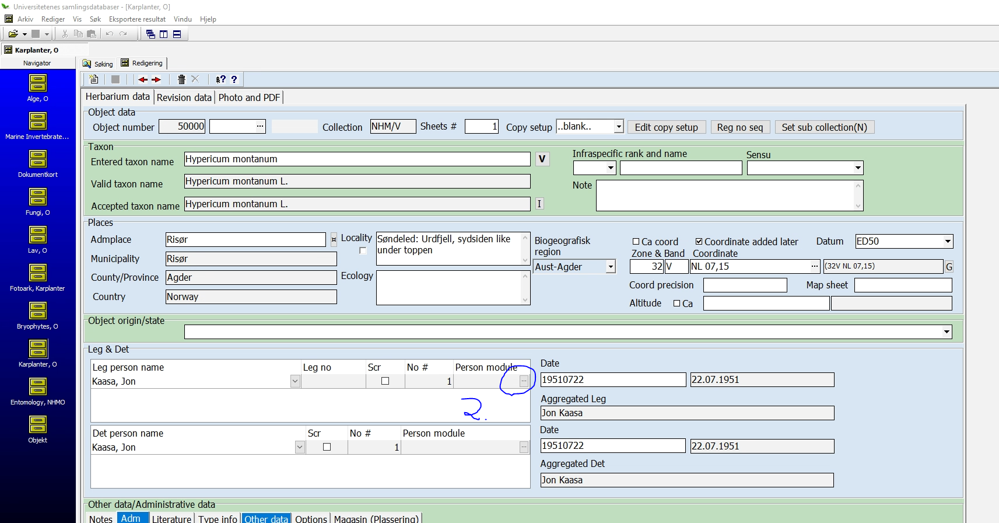 Universitetenes samlingsdatabaser - [Karplanter, O]
Arkiv Rediger Vis Søk Eksportere resultat Vindu Hjelp
Karplanter, O
Navigator
Søking Redigering
Alge, O
Marine Invertebrate...
Dokumentkort
Fungi, O
Lav, O
Fotoark, Karplanter
Bryophytes, O
Karplanter, O
Entomology, NHMO
Objekt
Herbarium data Revision data Photo and PDF
Object data
Object number 50000 ... Collection NHM/V Sheets # 1 Copy setup ..blank.. Edit copy setup Reg no seq Set sub collection(N)
Taxon
Entered taxon name Hypericum montanum V
Valid taxon name Hypericum montanum L.
Accepted taxon name Hypericum montanum L. I
Infraspecific rank and name Sensu
Note
Places
Admplace Risør ¤
Municipality Risør
County/Province Agder
Country Norway
Locality Søndeled: Urdfjell, sydsiden like
under toppen
Ecology
Biogeografisk
region
Aust-Agder
Ca coord Coordinate added later Datum ED50
Zone & Band Coordinate
32 V NL 07,15 ... (32V NL 07,15) G
Coord precision Map sheet
Altitude Ca
Object origin/state
Leg & Det
Leg person name Leg no Scr No # Person module
Kaasa, Jon 1 ...
2.
Date
19510722 22.07.1951
Aggregated Leg
Jon Kaasa
Det person name Scr No # Person module
Kaasa, Jon 1 ...
Date
19510722 22.07.1951
Aggregated Det
Jon Kaasa
Other data/Administrative data
Notes Adm Literature Type info Other data Options Magasin (Plassering)